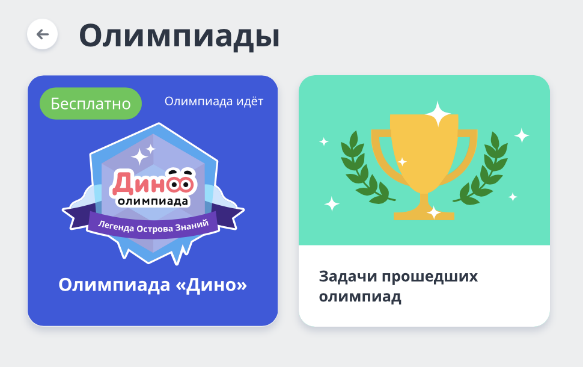 Олимпиады
Бесплатно
Олимпиада идёт
Дино
олимпиада
Легенда Острова Знаний
Олимпиада «Дино»
Задачи прошедших
олимпиад